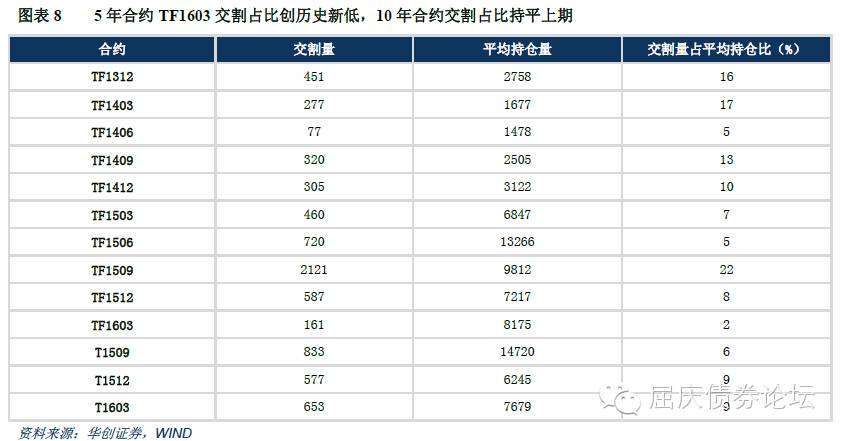 图表 8 5 年合约 TF1603 交割占比创历史新低，10 年合约交割占比持平上期
合约 交割量 平均持仓量 交割量占平均持仓比（%）
TF1312 451 2758 16
TF1403 277 1677 17
TF1406 77 1478 5
TF1409 320 2505 13
TF1412 305 3122 10
TF1503 460 6847 7
TF1506 720 13266 5
TF1509 2121 9812 22
TF1512 587 7217 8
TF1603 161 8175 2
T1509 833 14720 6
T1512 577 6245 9
T1603 653 7679 9
屈庆债券论坛
资料来源：华创证券，WIND